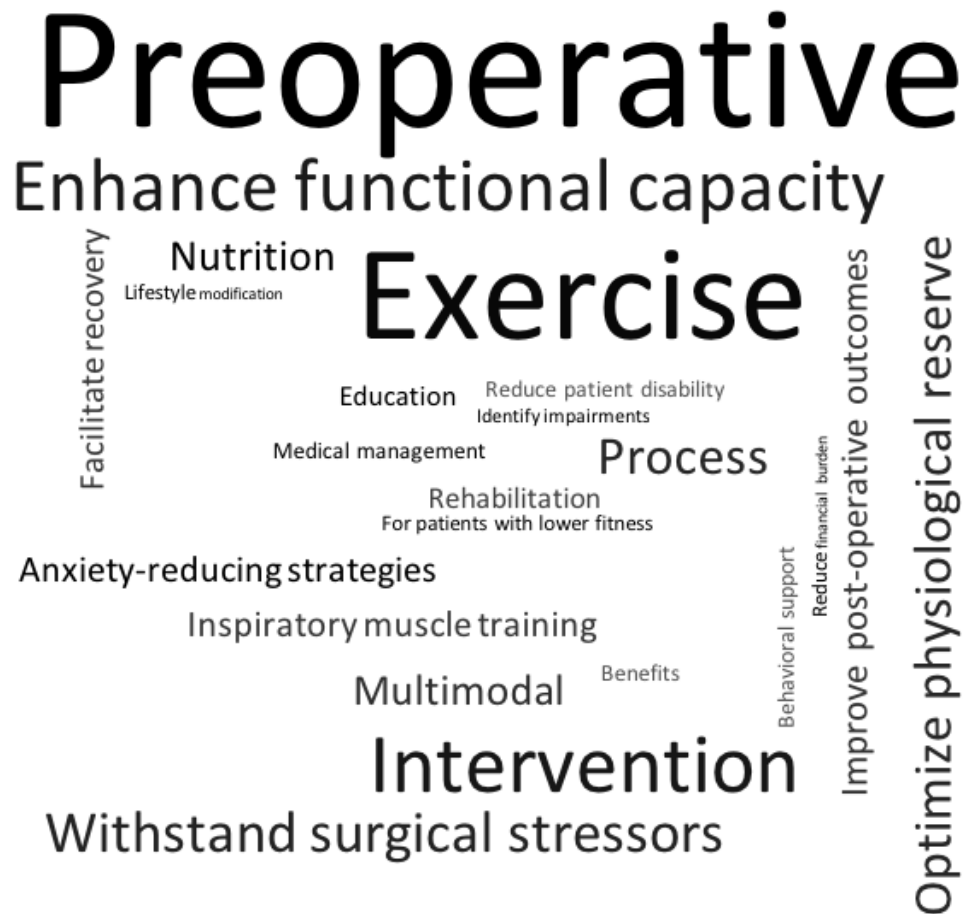 Preoperative
Enhance functional capacity
Facilitate recovery
Nutrition
Lifestyle modification
Exercise
Education
Reduce patient disability
Identify impairments
Medical management
Process
Rehabilitation
For patients with lower fitness
Anxiety-reducing strategies
Inspiratory muscle training
Multimodal
Benefits
Behavioral support
Reduce financial burden
Improve post-operative outcomes
Optimize physiological reserve
Intervention
Withstand surgical stressors